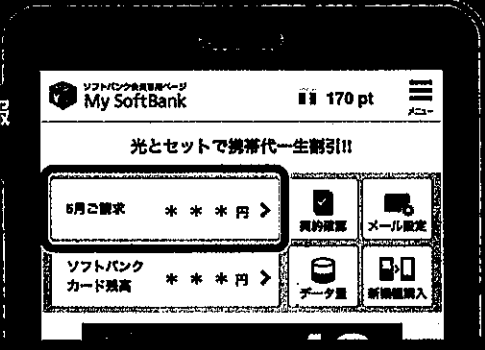 ソフトバンク会員専用ページ
My SoftBank
170 pt
メニュー
光とセットで携帯代一生割引!!
5月ご請求
* * * 円 >
契約確認
メール設定
ソフトバンク
カード残高
* * * 円 >
データ量
新機種購入